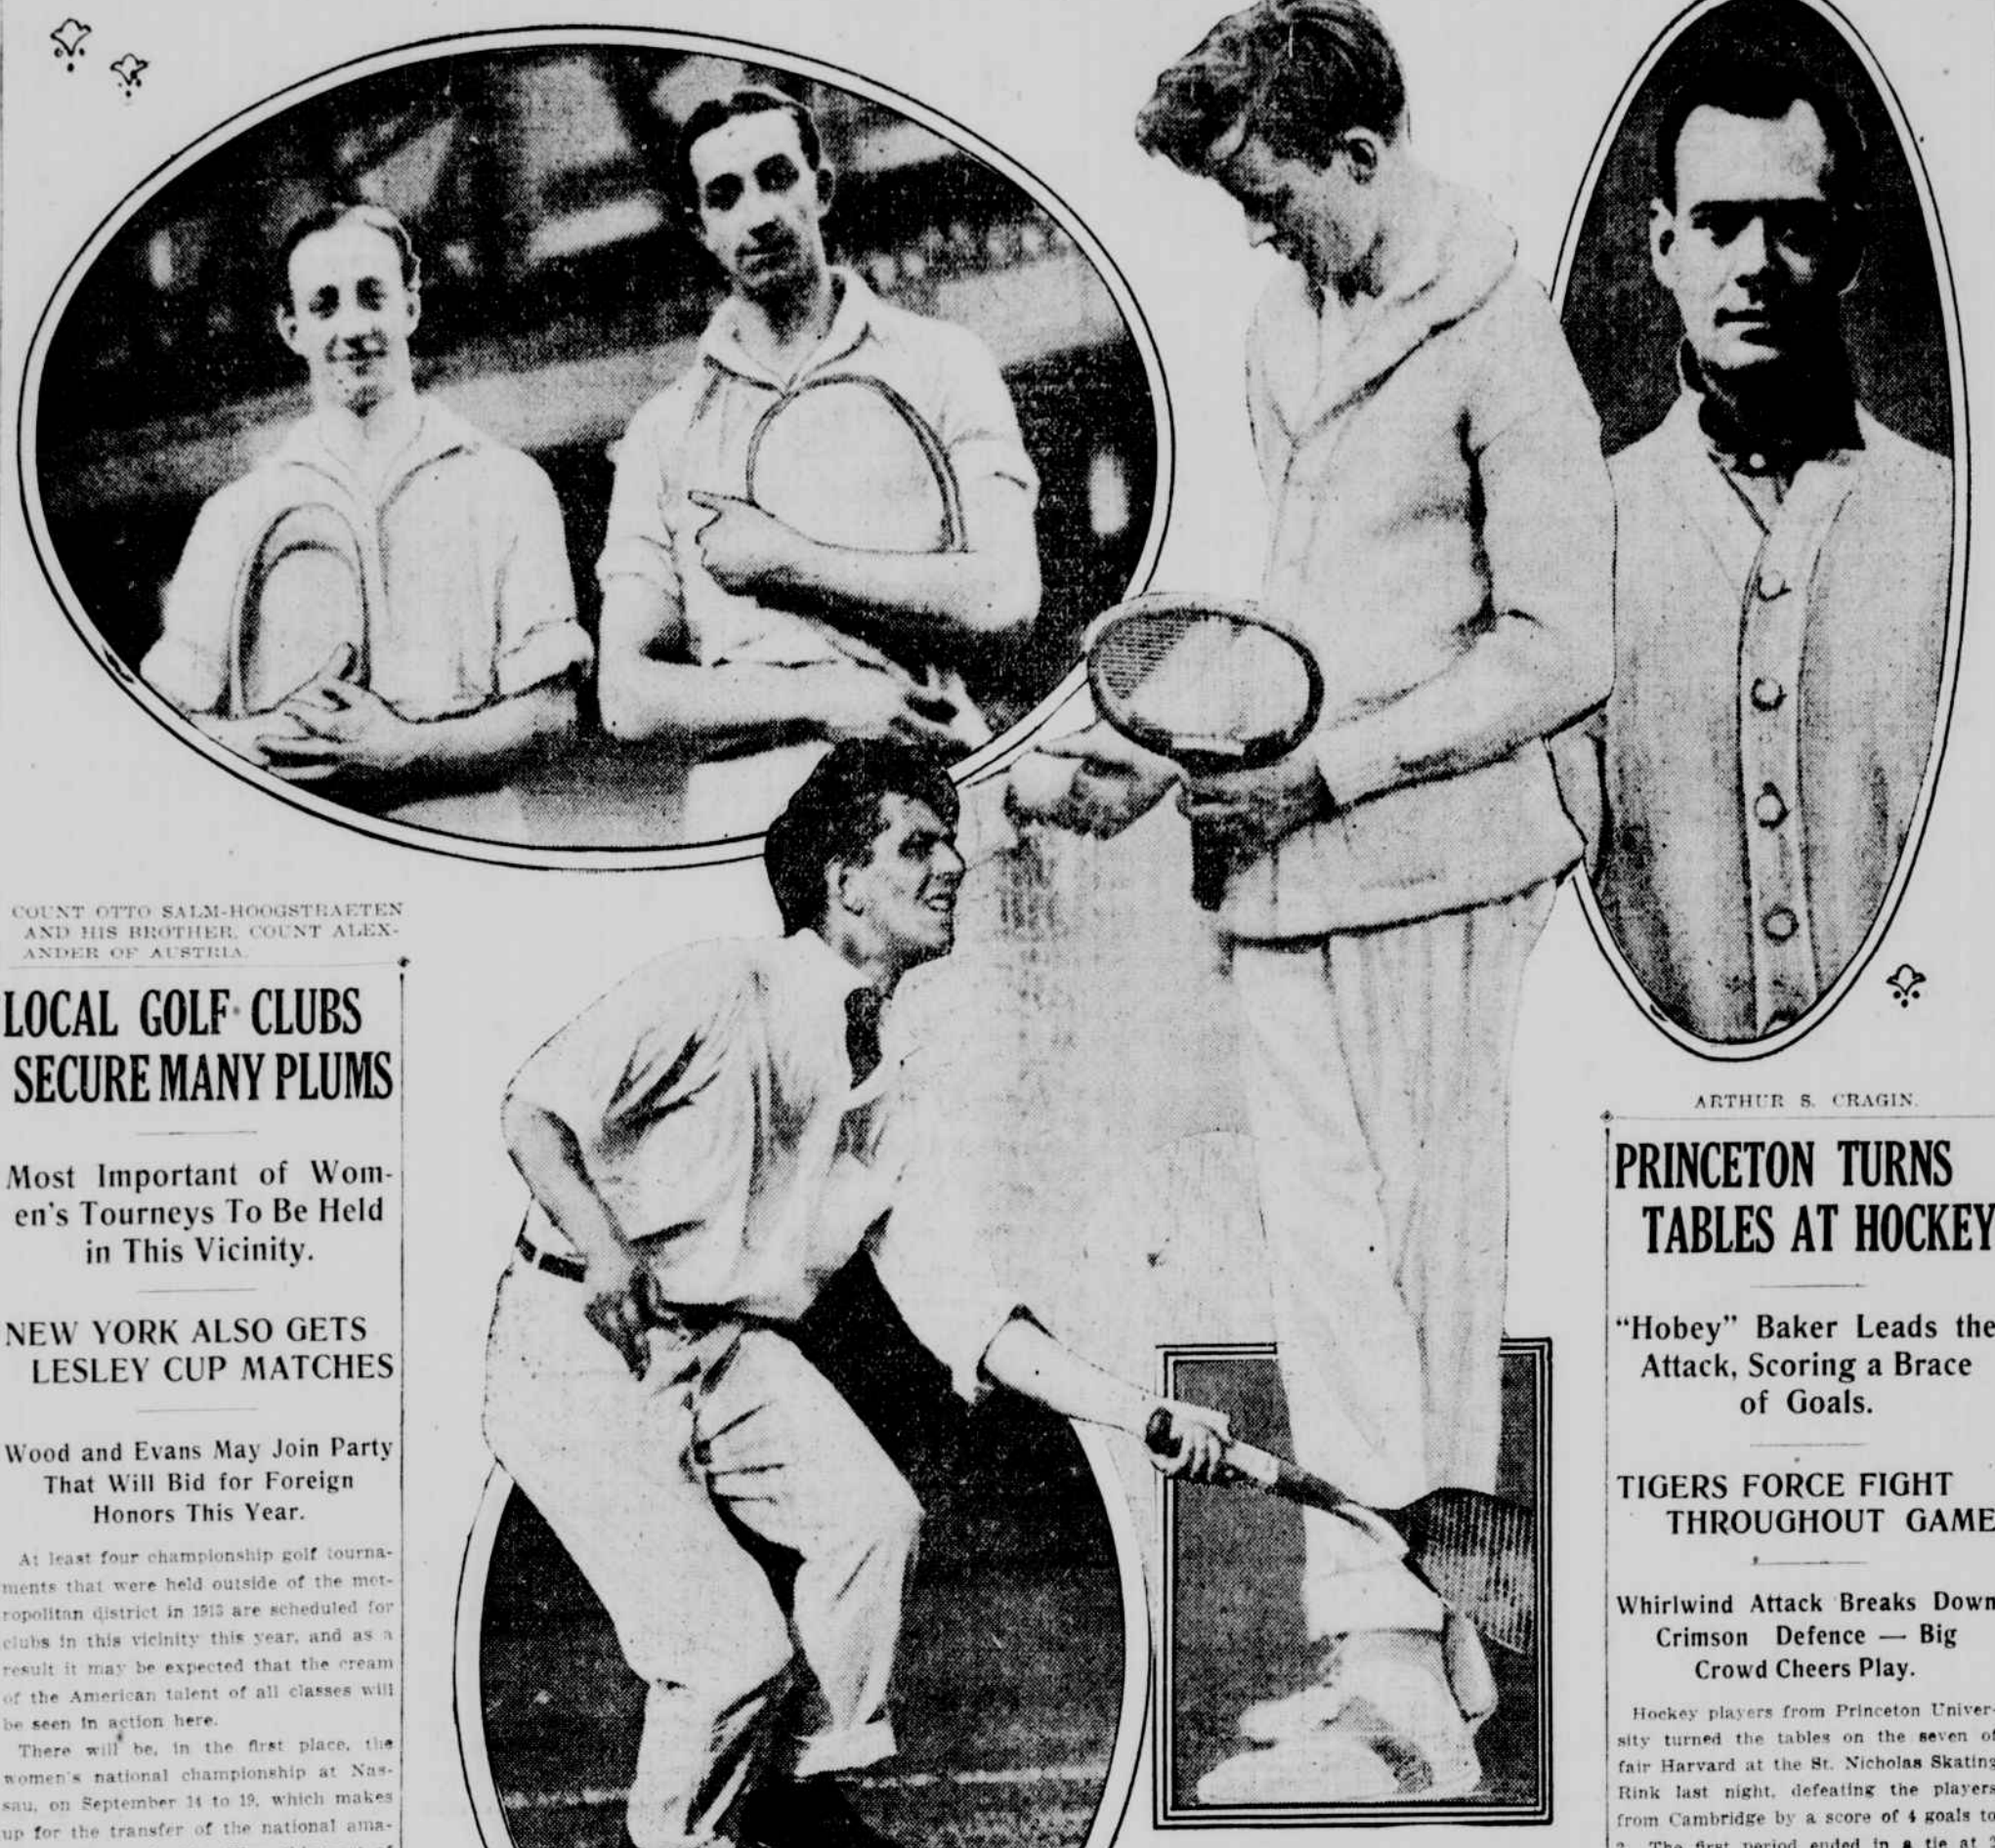 COUNT OTTO SALM-HOOGSTRAETEN
AND HIS BROTHER, COUNT ALEX-
ANDER OF AUSTRIA.
LOCAL GOLF CLUBS
SECURE MANY PLUMS
Most Important of Wom-
en's Tourneys To Be Held
in This Vicinity.
NEW YORK ALSO GETS
LESLEY CUP MATCHES
Wood and Evans May Join Party
That Will Bid for Foreign
Honors This Year.
At least four championship golf tourna-
ments that were held outside of the met-
ropolitan district in 1913 are scheduled for
clubs in this vicinity this year, and as a
result it may be expected that the cream
of the American talent of all classes will
be seen in action here.
There will be, in the first place, the
women's national championship at Nas-
sau, on September 14 to 19, which makes
up for the transfer of the national ama-
ARTHUR S. CRAGIN.
PRINCETON TURNS
TABLES AT HOCKEY
"Hobey" Baker Leads the
Attack, Scoring a Brace
of Goals.
TIGERS FORCE FIGHT
THROUGHOUT GAME
Whirlwind Attack Breaks Down
Crimson Defence — Big
Crowd Cheers Play.
Hockey players from Princeton Univer-
sity turned the tables on the seven of
fair Harvard at the St. Nicholas Skating
Rink last night, defeating the players
from Cambridge by a score of 4 goals to
The first period ended in a tie at